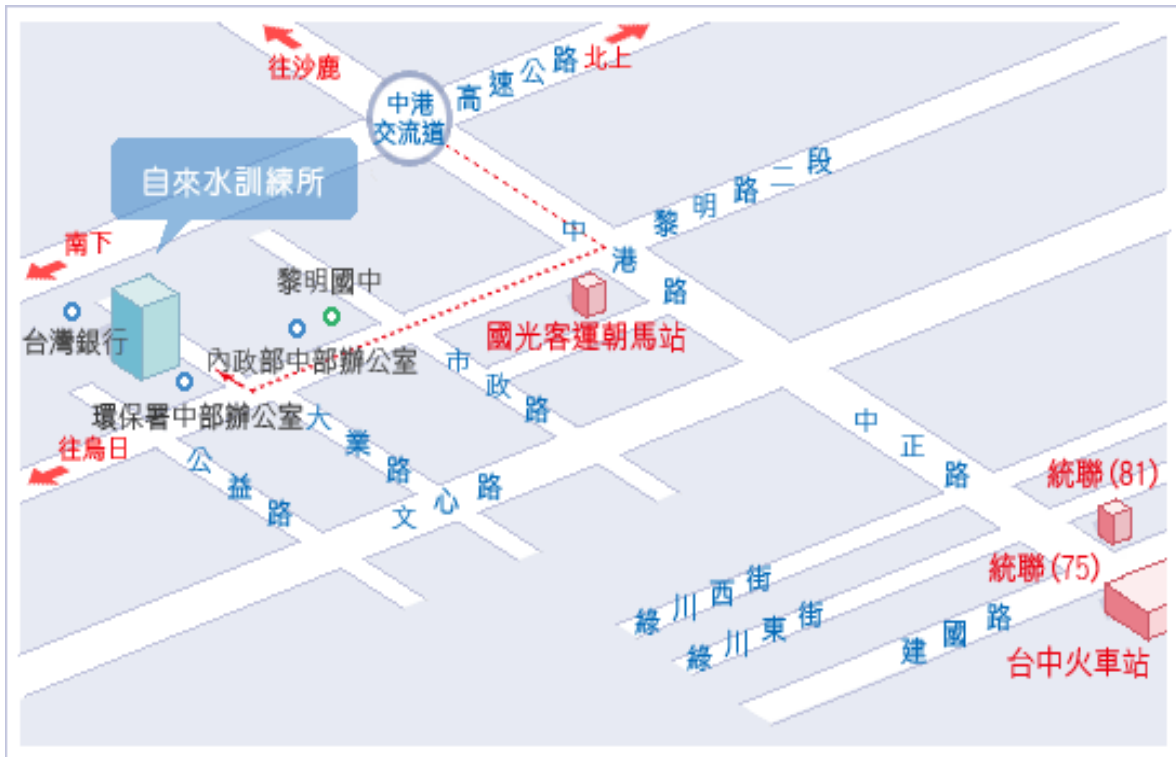 往沙鹿
北上
高速公路
中港
交流道
自來水訓練所
黎明路二段
南下
中港路
黎明國中
台灣銀行
國光客運朝馬站
內政部中部辦公室
市政路
環保署中部辦公室
大業路
往烏日
公益路
文心路
中正路
統聯(81)
統聯(75)
綠川西街
綠川東街
建國路
台中火車站